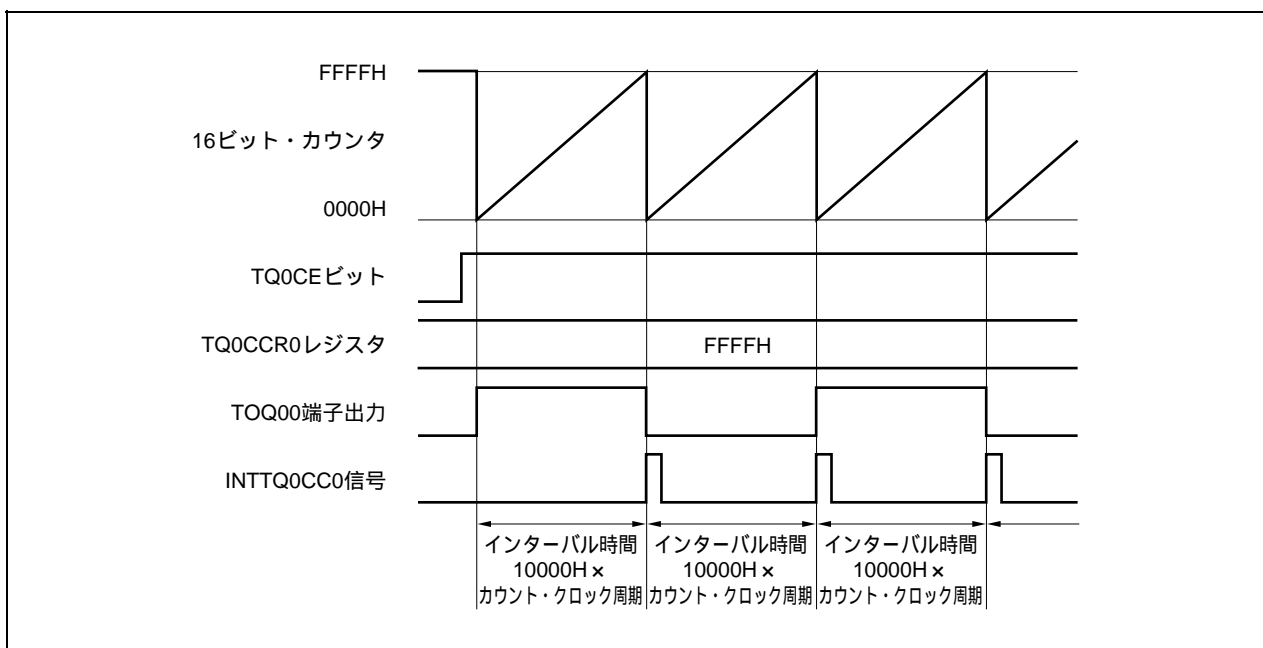 FFFFH
16ビット・カウンタ
0000H
TQ0CEビット
TQ0CCR0レジスタ
FFFFH
TOQ00端子出力
INTTQ0CC0信号
インターバル時間
10000H×
カウント・クロック周期
インターバル時間
10000H×
カウント・クロック周期
インターバル時間
10000H×
カウント・クロック周期